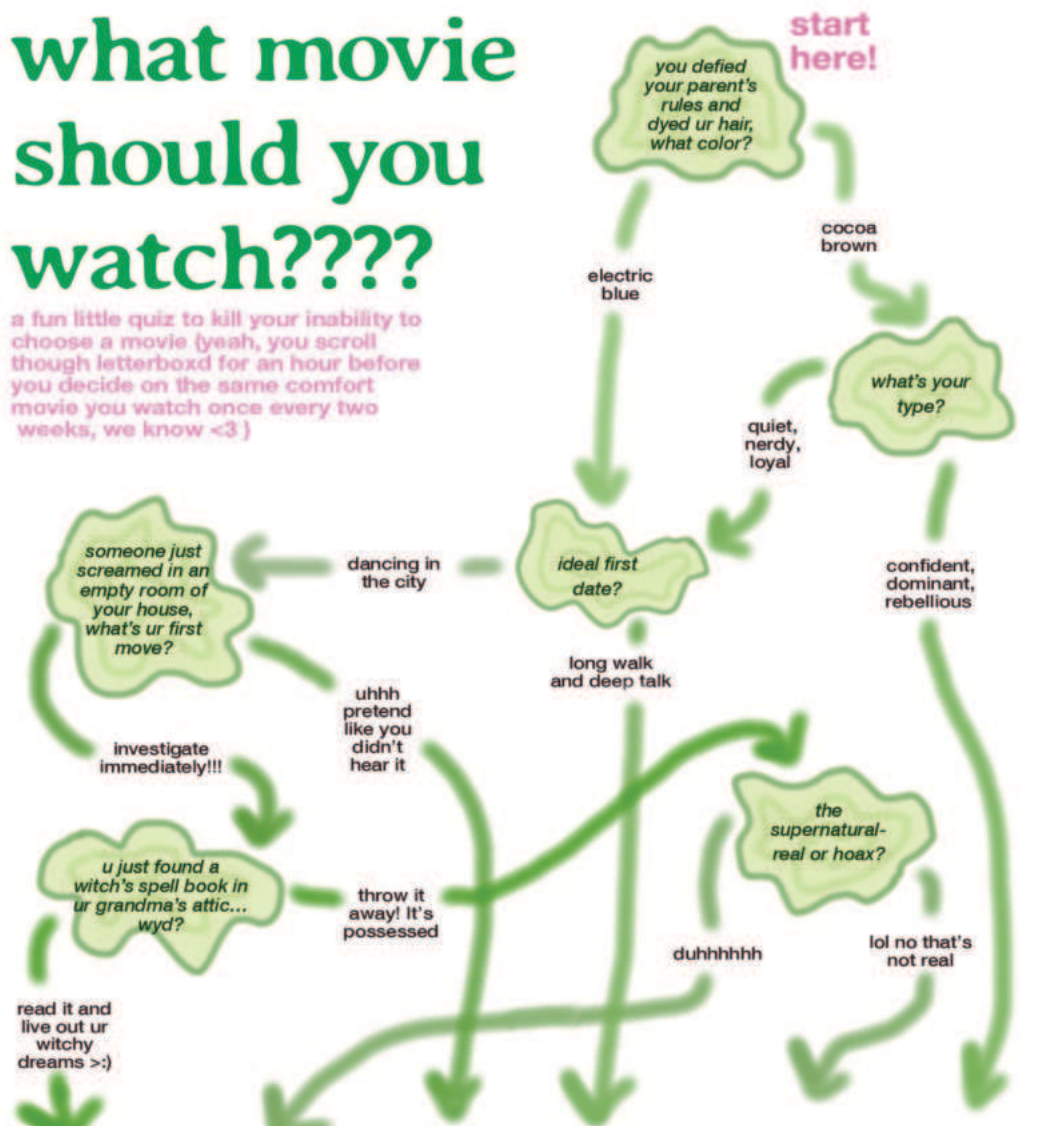 what movie
should you
watch????
a fun little quiz to kill your inability to
choose a movie (yeah, you scroll
though letterboxd for an hour before
you decide on the same comfort
movie you watch once every two
weeks, we know <3 )
start
here!
you defied
your parent's
rules and
dyed ur hair,
what color?
cocoa
brown
electric
blue
what's your
type?
quiet,
nerdy,
loyal
confident,
dominant,
rebellious
ideal first
date?
dancing in
the city
long walk
and deep talk
someone just
screamed in an
empty room of
your house,
what's ur first
move?
uhhh
pretend
like you
didn't
hear it
investigate
immediately!!!
u just found a
witch's spell book in
ur grandma's attic...
wyd?
throw it
away! It's
possessed
read it and
live out ur
witchy
dreams >:)
the
supernatural-
real or hoax?
duhhhhhh
lol no that's
not real